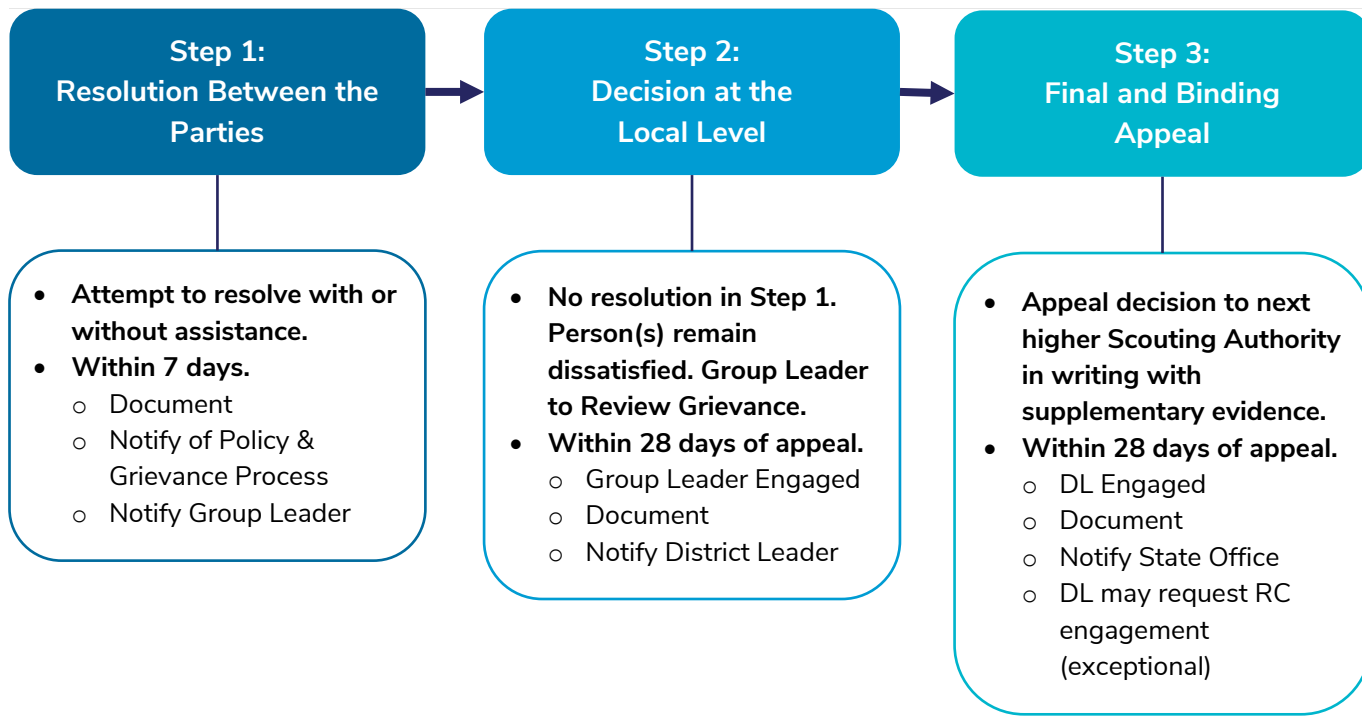 Step 1:
Resolution Between the
Parties
Step 2:
Decision at the
Local Level
Step 3:
Final and Binding
Appeal
• Attempt to resolve with or
without assistance.
• Within 7 days.
o Document
o Notify of Policy &
Grievance Process
o Notify Group Leader
• No resolution in Step 1.
Person(s) remain
dissatisfied. Group Leader
to Review Grievance.
• Within 28 days of appeal.
o Group Leader Engaged
o Document
o Notify District Leader
• Appeal decision to next
higher Scouting Authority
in writing with
supplementary evidence.
• Within 28 days of appeal.
o DL Engaged
o Document
o Notify State Office
o DL may request RC
engagement
(exceptional)